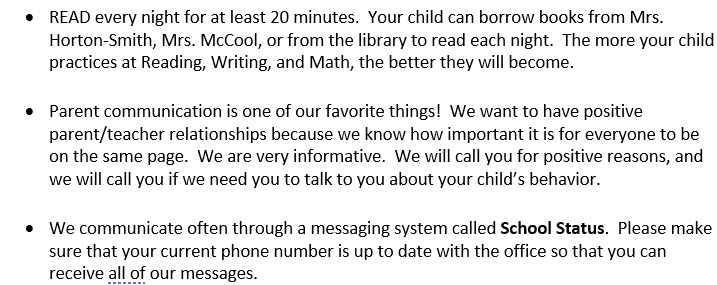 • READ every night for at least 20 minutes.  Your child can borrow books from Mrs.
Horton-Smith, Mrs. McCool, or from the library to read each night.  The more your child
practices at Reading, Writing, and Math, the better they will become.
• Parent communication is one of our favorite things!  We want to have positive
parent/teacher relationships because we know how important it is for everyone to be
on the same page.  We are very informative.  We will call you for positive reasons, and
we will call you if we need you to talk to you about your child’s behavior.
• We communicate often through a messaging system called School Status.  Please make
sure that your current phone number is up to date with the office so that you can
receive all of our messages.